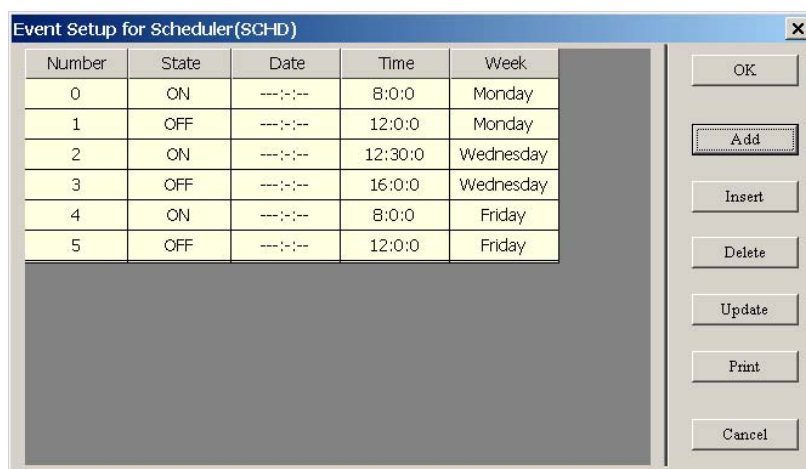 Event Setup for Scheduler(SCHD)
Number State Date Time Week
0 ON ---:-:-- 8:0:0 Monday
1 OFF ---:-:-- 12:0:0 Monday
2 ON ---:-:-- 12:30:0 Wednesday
3 OFF ---:-:-- 16:0:0 Wednesday
4 ON ---:-:-- 8:0:0 Friday
5 OFF ---:-:-- 12:0:0 Friday
OK
Add
Insert
Delete
Update
Print
Cancel